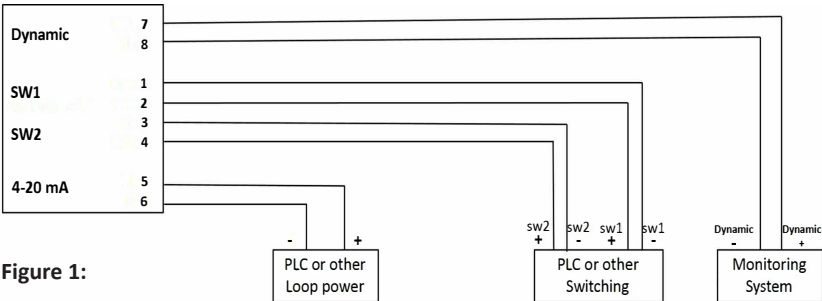 Dynamic
7
8
SW1
1
2
SW2
3
4
4-20 mA
5
6
- +
sw2 sw2 sw1 sw1
+ - + -
Dynamic Dynamic
- +
PLC or other
Loop power
PLC or other
Switching
Monitoring
System
Figure 1: